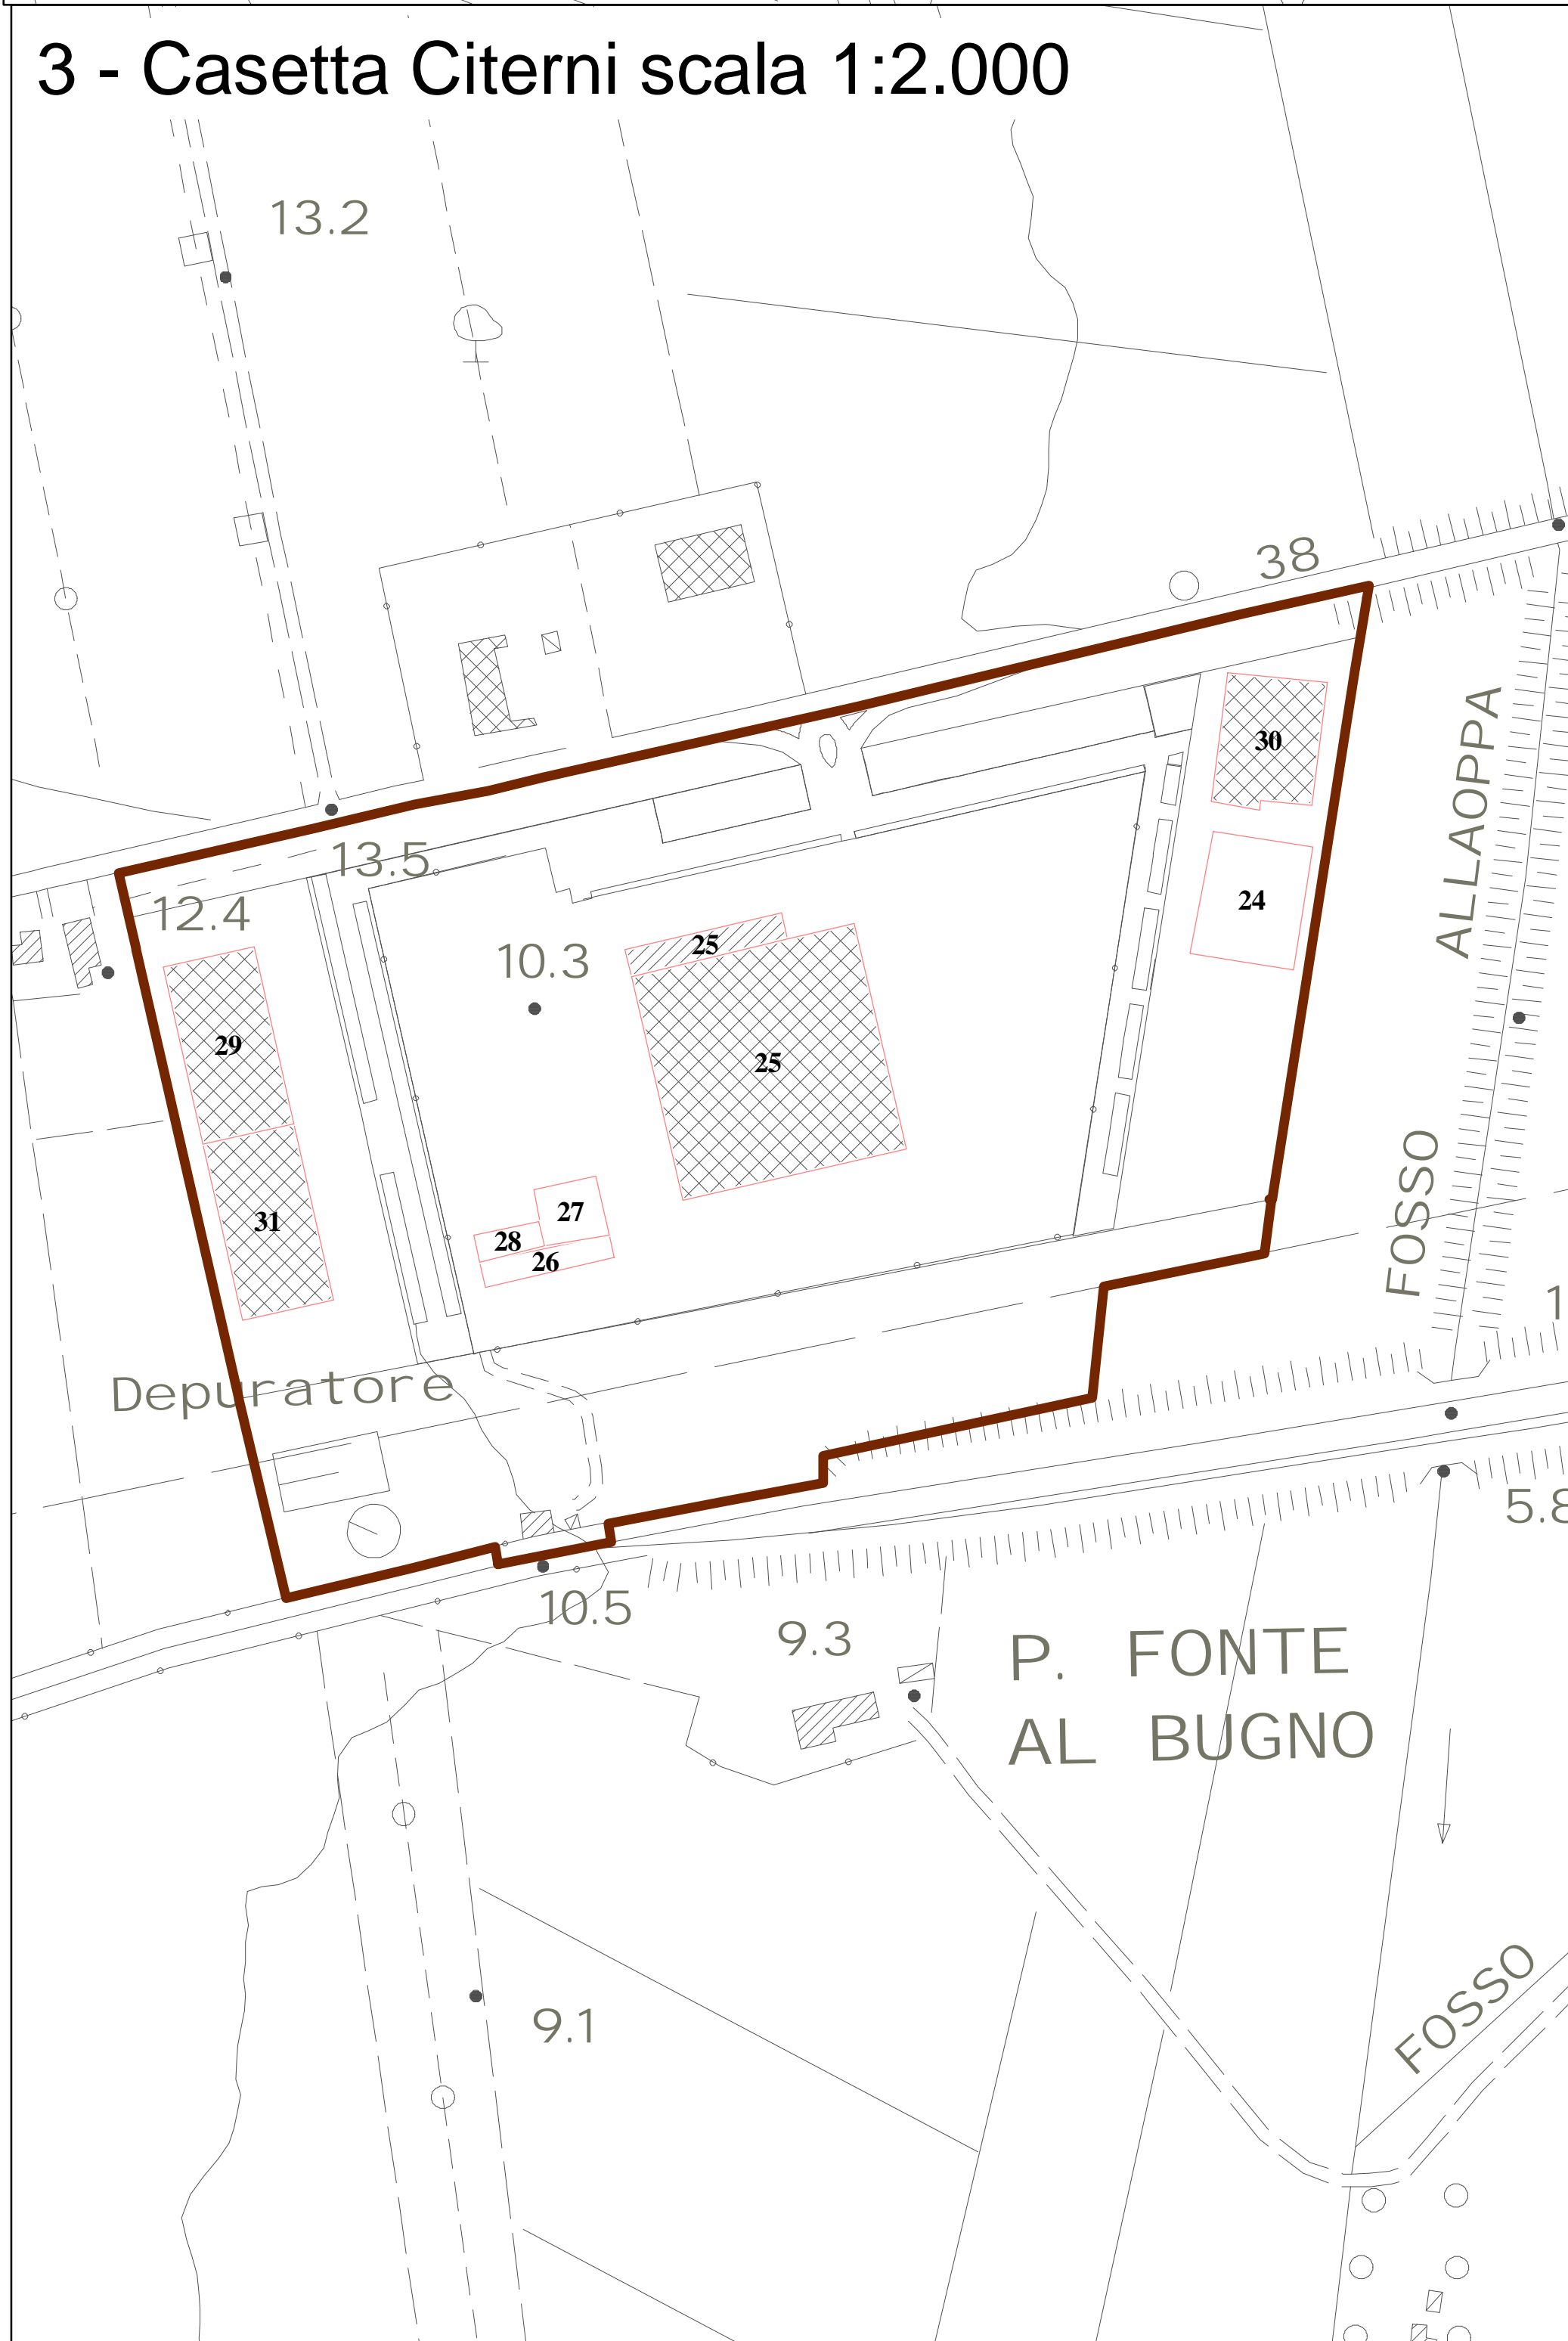 3 - Casetta Citerni scala 1:2.000
13.2
38
13.5
12.4
30
ALLAOPPA
24
25
10.3
29
25
FOSSO
27
31
28
26
Depuratore
5.8
10.5
9.3
P. FONTE
AL BUGNO
9.1
FOSSO